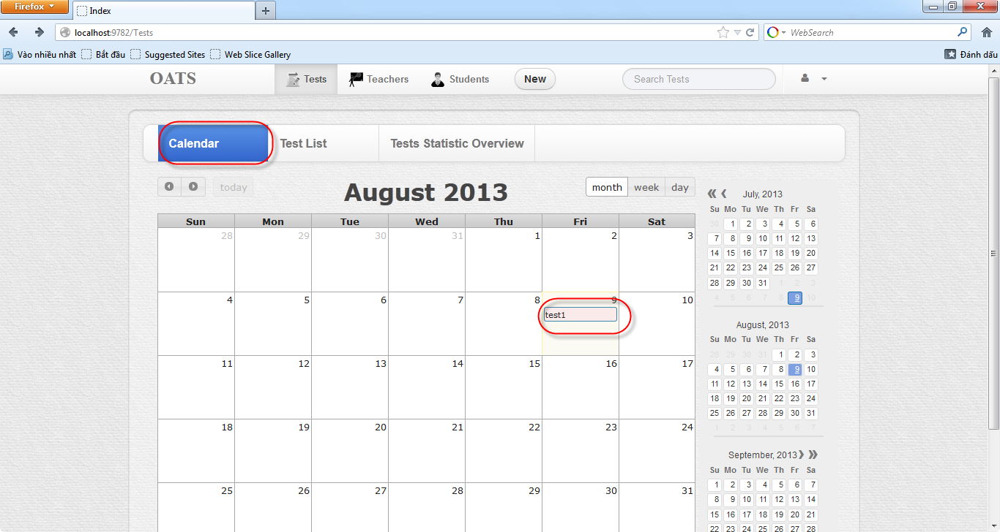 Firefox
Index
localhost:9782/Tests
WebSearch
Vào nhiều nhất Bắt đầu Suggested Sites Web Slice Gallery Đánh dấu
OATS Tests Teachers Students New Search Tests
Calendar Test List Tests Statistic Overview
today August 2013 month week day
Sun Mon Tue Wed Thu Fri Sat
28 29 30 31 1 2 3
4 5 6 7 8 9 10
test1
11 12 13 14 15 16 17
18 19 20 21 22 23 24
25 26 27 28 29 30 31
July, 2013
Su Mo Tu We Th Fr Sa
30 1 2 3 4 5 6
7 8 9 10 11 12 13
14 15 16 17 18 19 20
21 22 23 24 25 26 27
28 29 30 31 1 2 3
4 5 6 7 8 9 10
August, 2013
Su Mo Tu We Th Fr Sa
28 29 30 31 1 2 3
4 5 6 7 8 9 10
11 12 13 14 15 16 17
18 19 20 21 22 23 24
25 26 27 28 29 30 31
1 2 3 4 5 6 7
September, 2013
Su Mo Tu We Th Fr Sa
1 2 3 4 5 6 7
8 9 10 11 12 13 14
15 16 17 18 19 20 21
22 23 24 25 26 27 28